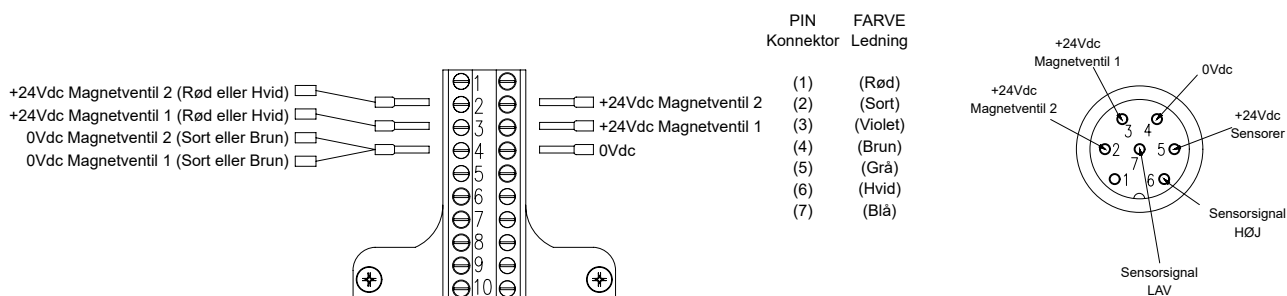 +24Vdc Magnetventil 2 (Rød eller Hvid)
+24Vdc Magnetventil 1 (Rød eller Hvid)
0Vdc Magnetventil 2 (Sort eller Brun)
0Vdc Magnetventil 1 (Sort eller Brun)
1
2
3
4
5
6
7
8
9
10
+24Vdc Magnetventil 2
+24Vdc Magnetventil 1
0Vdc
PIN FARVE
Konnektor Ledning
(1) (Rød)
(2) (Sort)
(3) (Violet)
(4) (Brun)
(5) (Grå)
(6) (Hvid)
(7) (Blå)
+24Vdc
Magnetventil 1
0Vdc
+24Vdc
Magnetventil 2
+24Vdc
Sensorer
3 4
2 5
7
1 6
Sensorsignal
HØJ
Sensorsignal
LAV